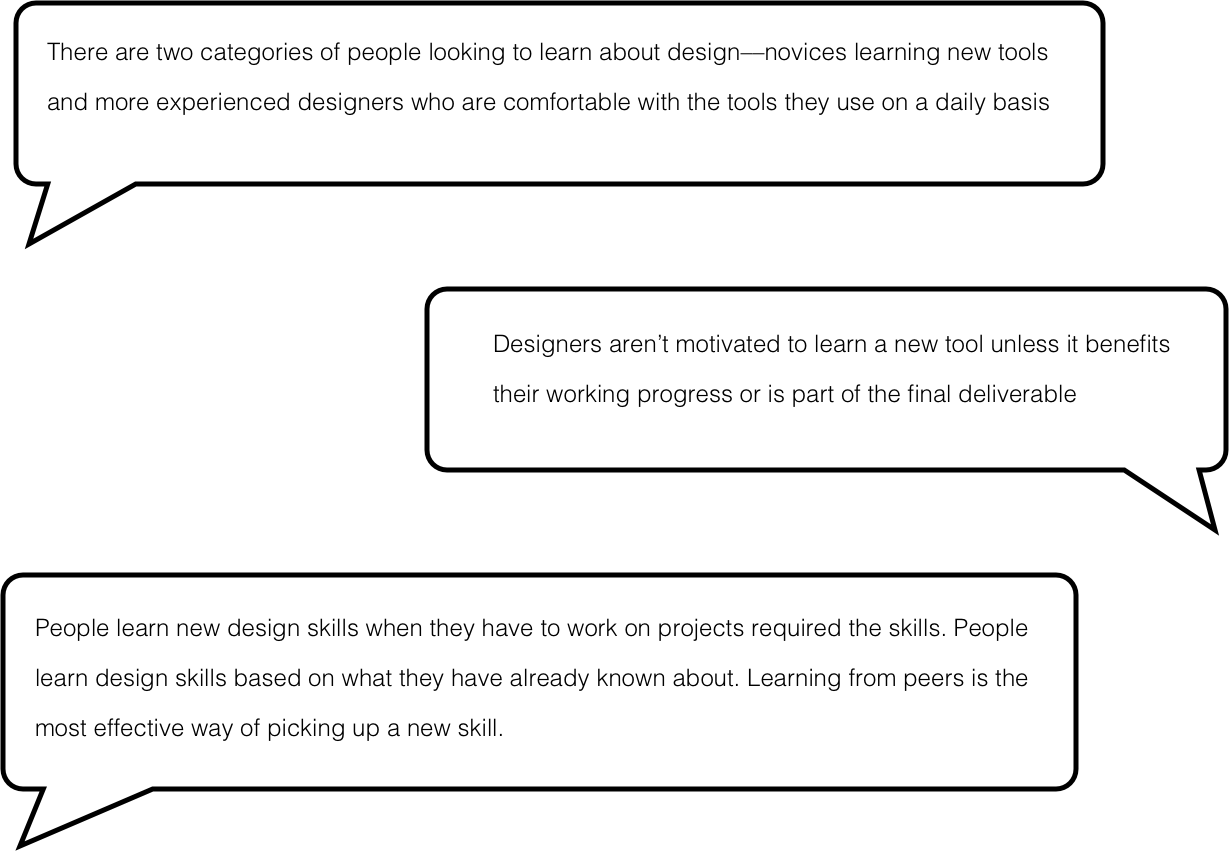 There are two categories of people looking to learn about design—novices learning new tools
and more experienced designers who are comfortable with the tools they use on a daily basis
Designers aren’t motivated to learn a new tool unless it benefits
their working progress or is part of the final deliverable
People learn new design skills when they have to work on projects required the skills. People
learn design skills based on what they have already known about. Learning from peers is the
most effective way of picking up a new skill.